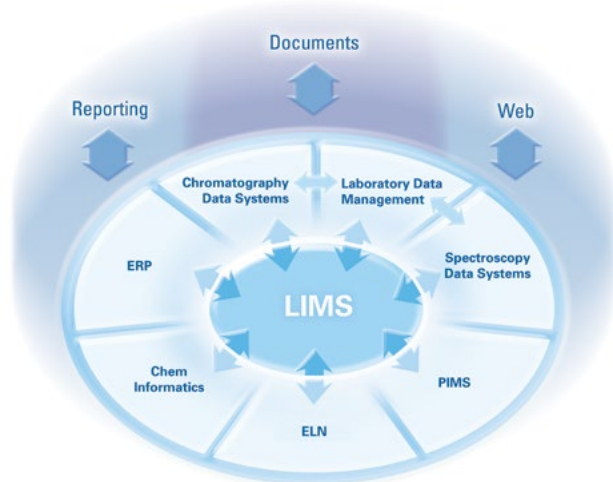 Documents
Reporting
Web
Chromatography
Data Systems
Laboratory Data
Management
ERP
Spectroscopy
Data Systems
LIMS
Chem
Informatics
PIMS
ELN